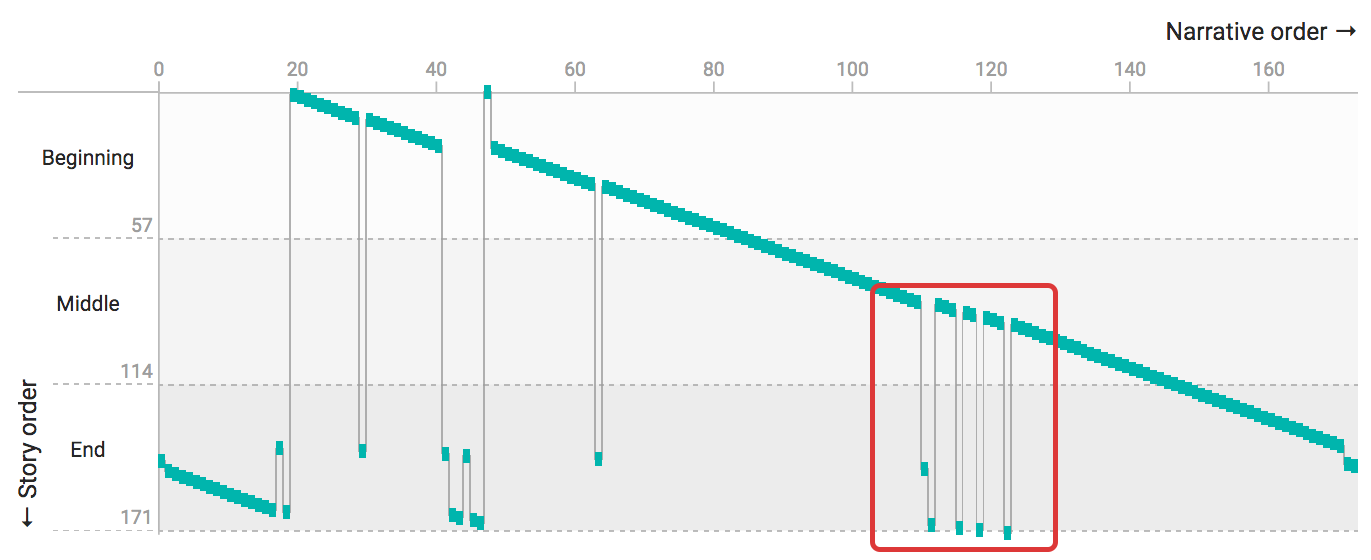 Narrative order →
0 20 40 60 80 100 120 140 160
Beginning
57
Middle
114
End
171
← Story order